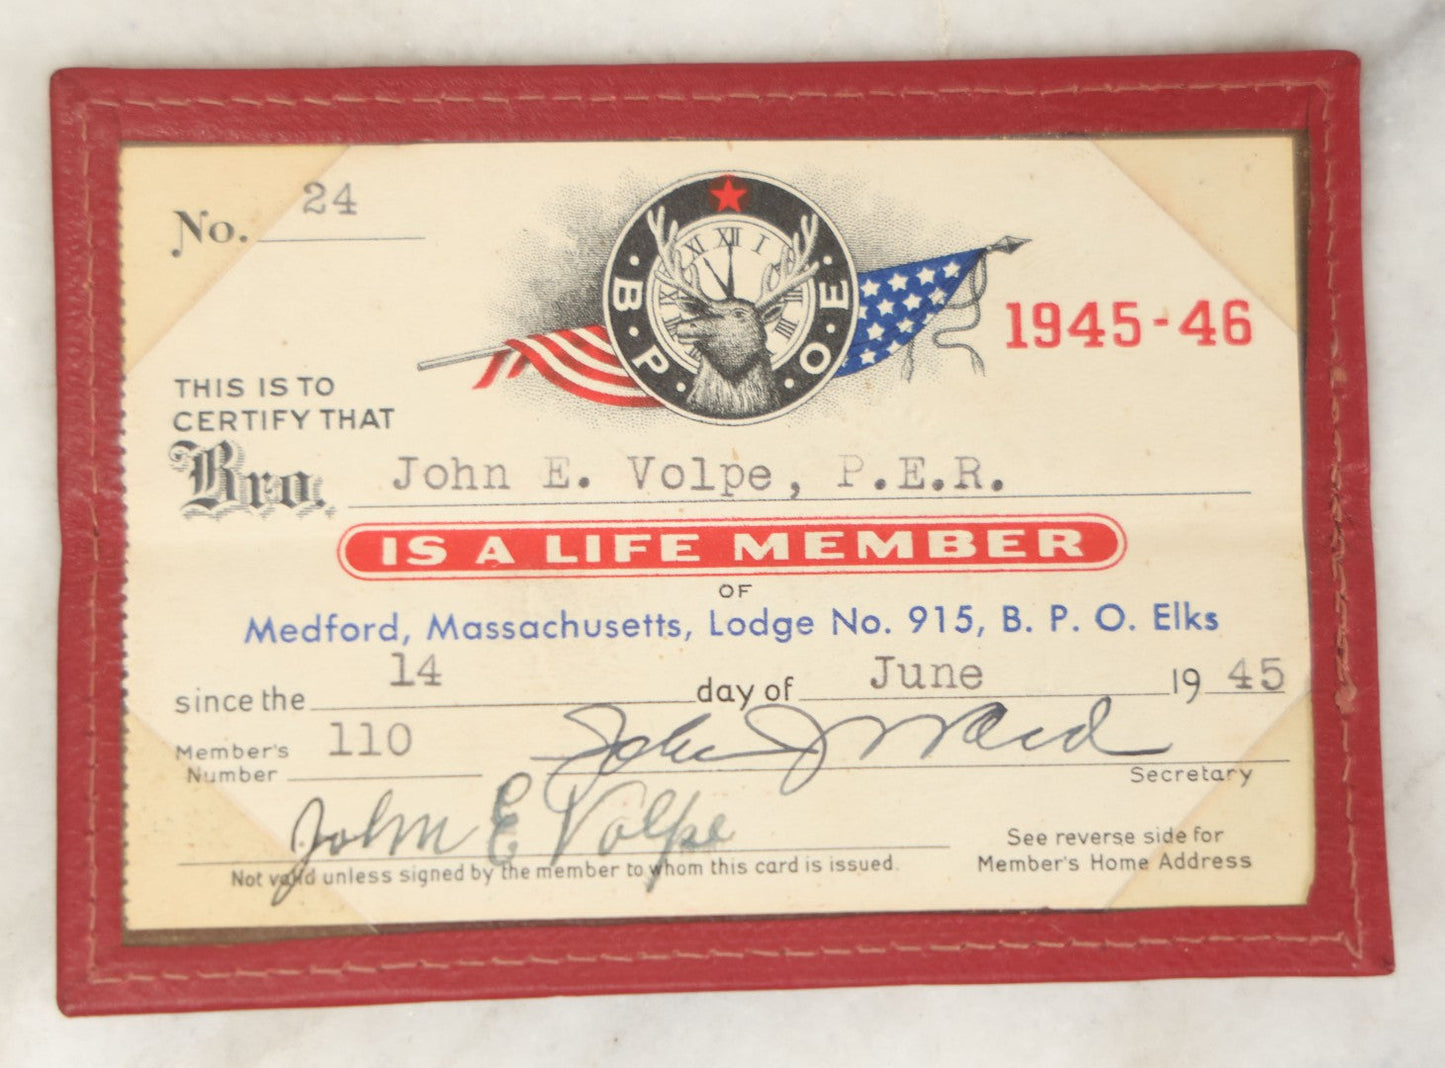 No. 24
B P O E
XI XII I
1945-46
THIS IS TO
CERTIFY THAT
Bro. John E. Volpe, P.E.R.
IS A LIFE MEMBER
OF
Medford, Massachusetts, Lodge No. 915, B. P. O. Elks
since the 14 day of June 19 45
Member's
Number 110
John J Ward
Secretary
John E Volpe
Not valid unless signed by the member to whom this card is issued.
See reverse side for
Member's Home Address